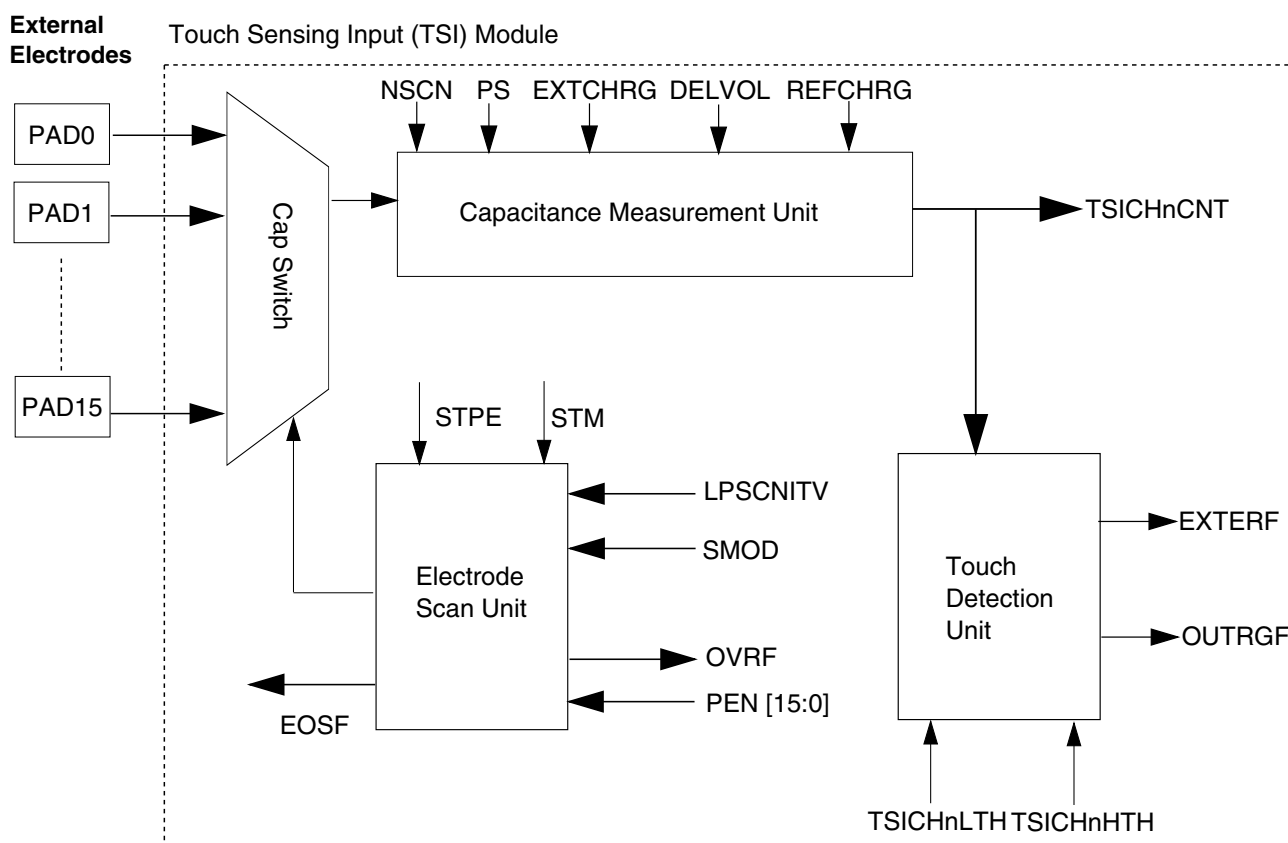 External
Electrodes
Touch Sensing Input (TSI) Module
NSCN PS EXTCHRG DELVOL REFCHRG
PAD0
PAD1
PAD15
Cap Switch
Capacitance Measurement Unit
TSICHnCNT
STPE
STM
LPSCNITV
SMOD
Electrode
Scan Unit
OVRF
PEN [15:0]
EOSF
Touch
Detection
Unit
EXTERF
OUTRGF
TSICHnLTH TSICHnHTH